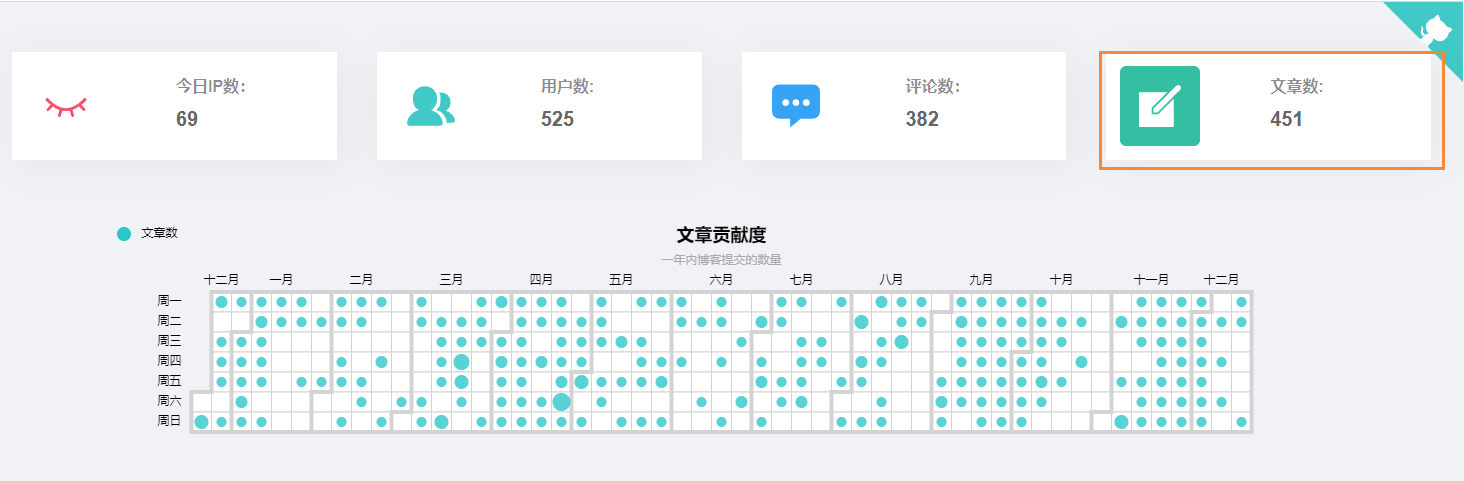 今日IP数：
69
用户数：
525
评论数：
382
文章数：
451
文章数
文章贡献度
一年内博客提交的数量
十二月 一月 二月 三月 四月 五月 六月 七月 八月 九月 十月 十一月 十二月
周一
周二
周三
周四
周五
周六
周日